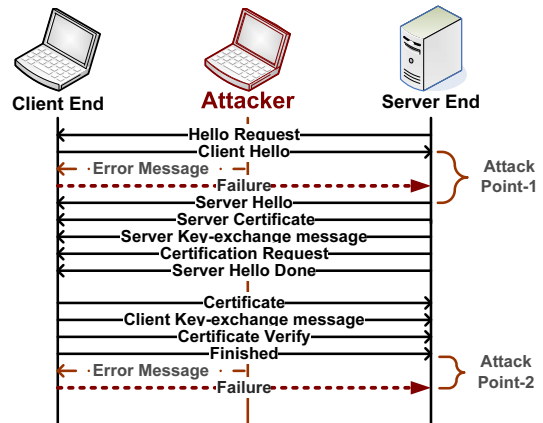 Client End
Attacker
Server End
Hello Request
Client Hello
Error Message
Failure
Attack
Point-1
Server Hello
Server Certificate
Server Key-exchange message
Certification Request
Server Hello Done
Certificate
Client Key-exchange message
Certificate Verify
Finished
Error Message
Failure
Attack
Point-2